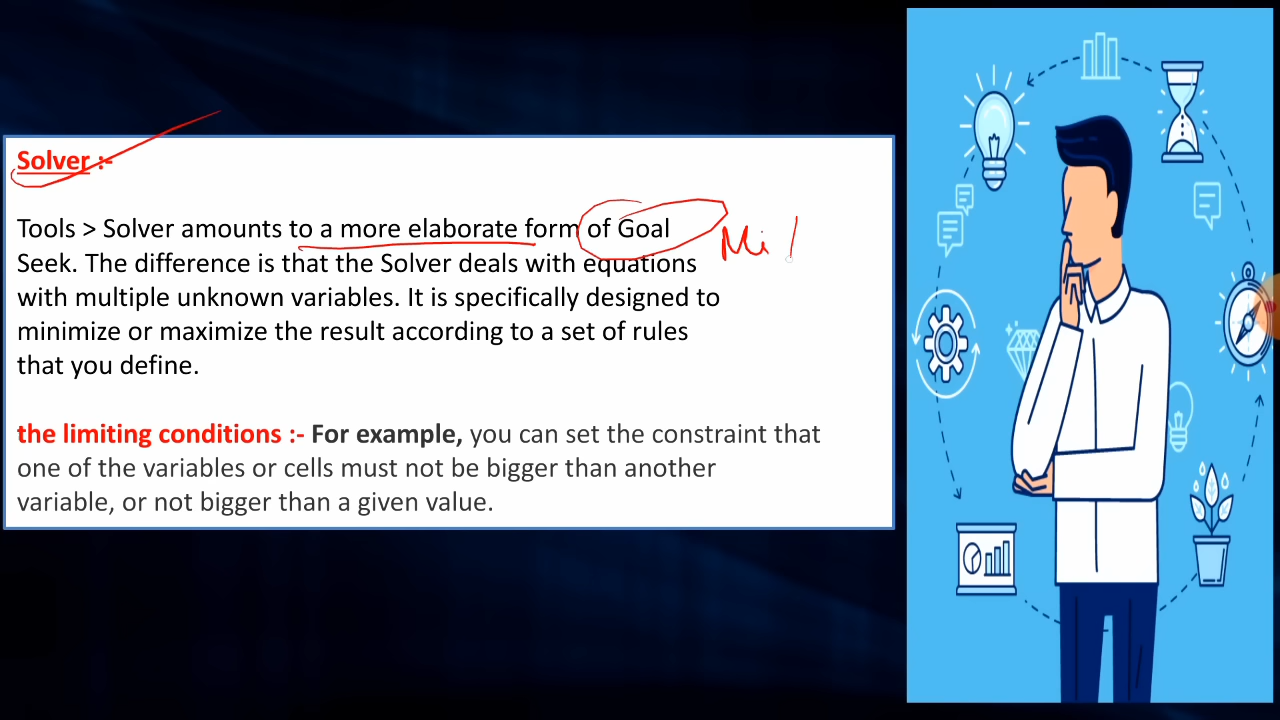 Solver :-
Tools > Solver amounts to a more elaborate form of Goal
Seek. The difference is that the Solver deals with equations
with multiple unknown variables. It is specifically designed to
minimize or maximize the result according to a set of rules
that you define.
the limiting conditions :- For example, you can set the constraint that
one of the variables or cells must not be bigger than another
variable, or not bigger than a given value.